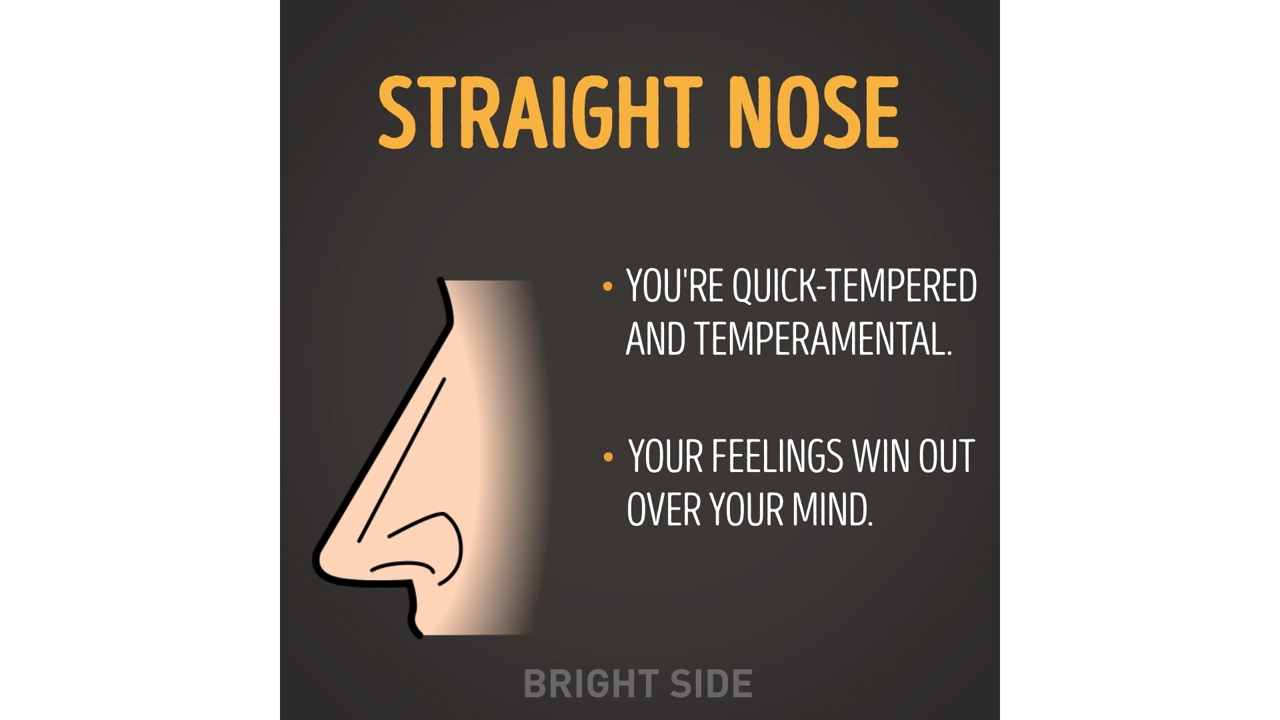 STRAIGHT NOSE
• YOU'RE QUICK-TEMPERED
AND TEMPERAMENTAL.
• YOUR FEELINGS WIN OUT
OVER YOUR MIND.
BRIGHT SIDE